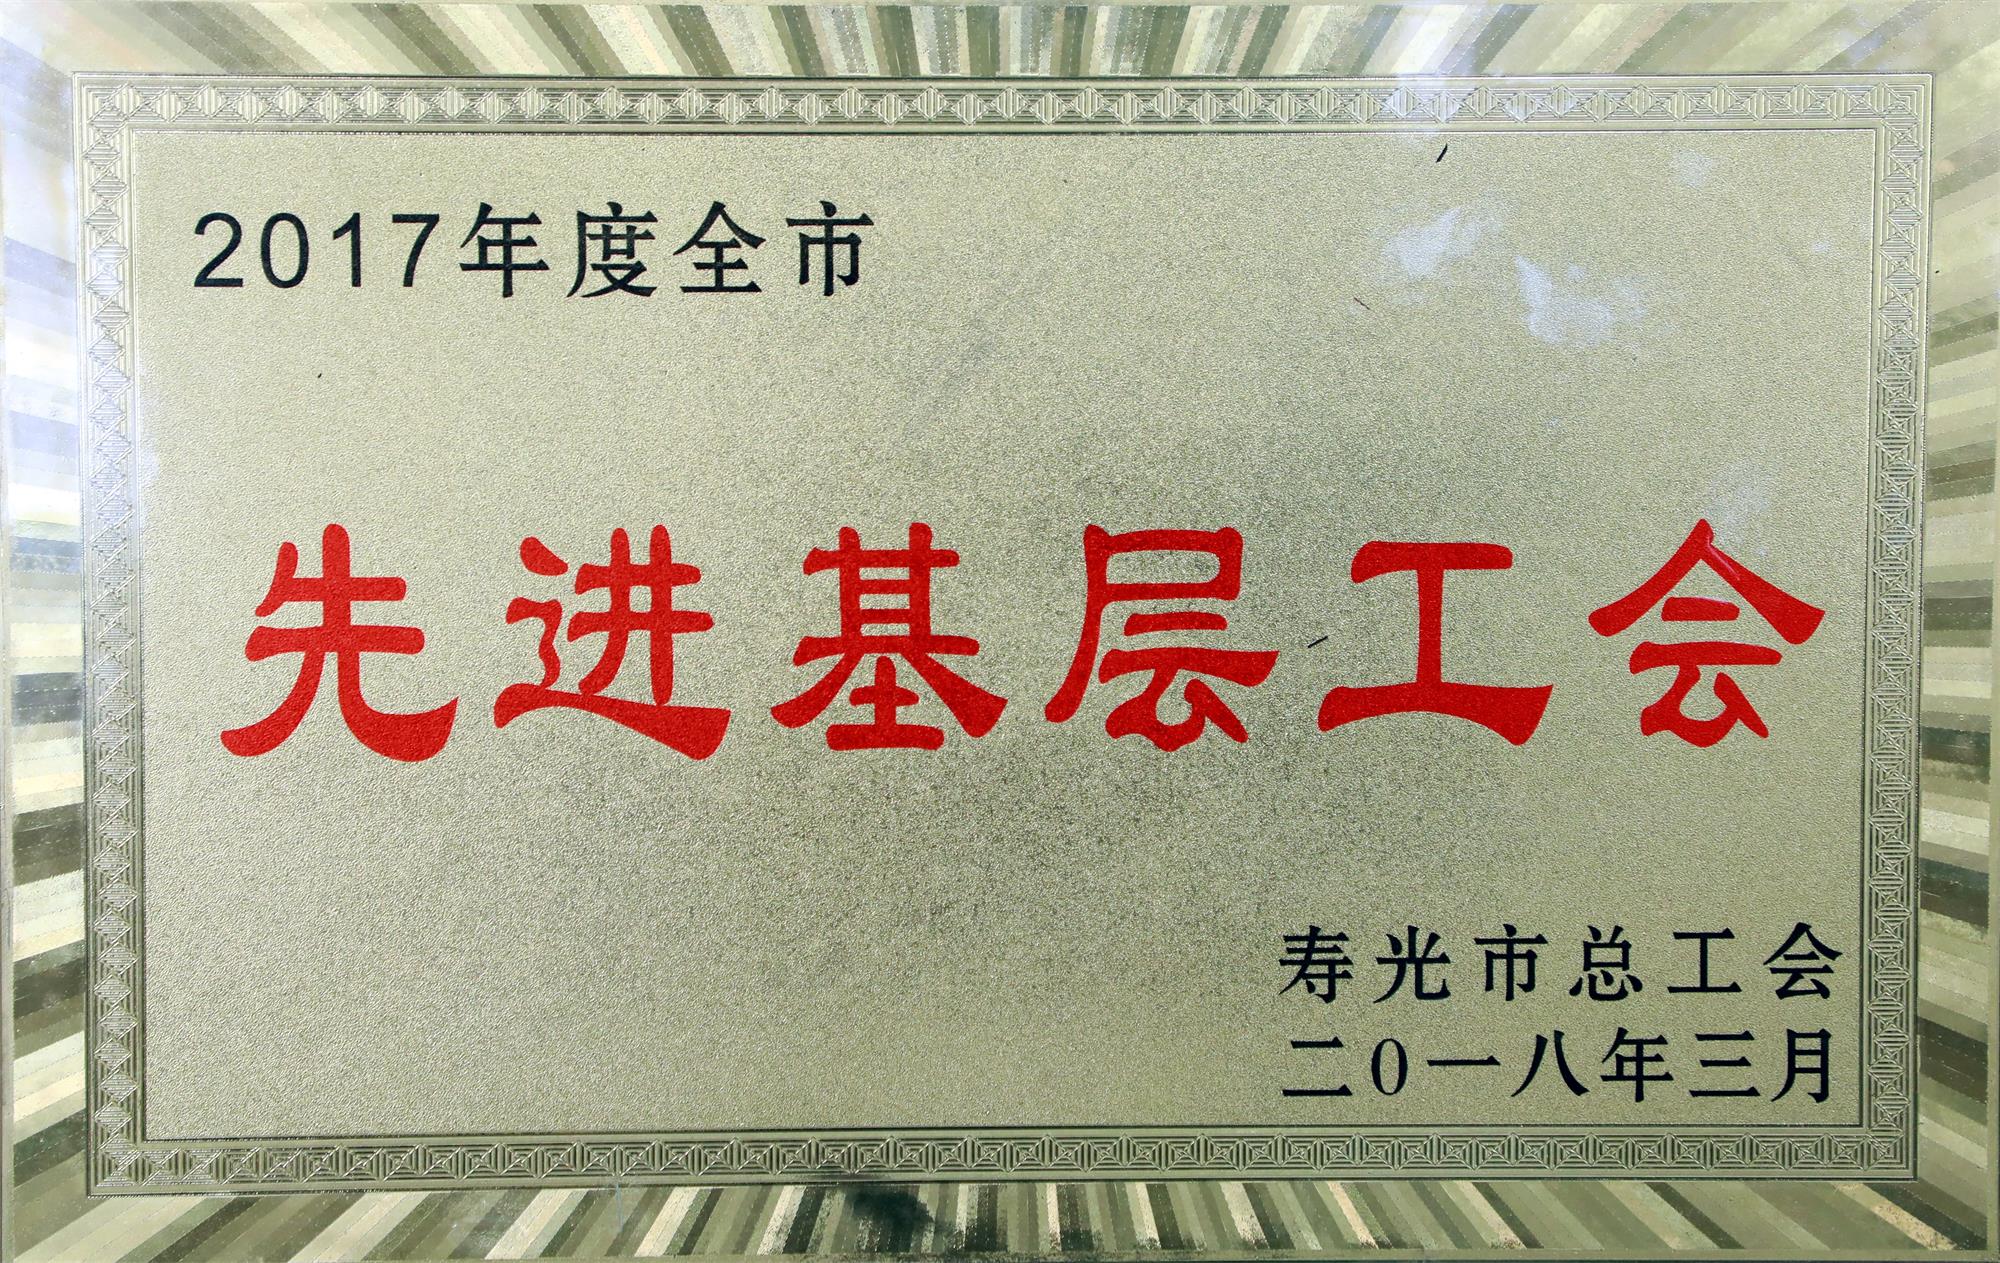 2017年度全市
先进基层工会
寿光市总工会
二0一八年三月